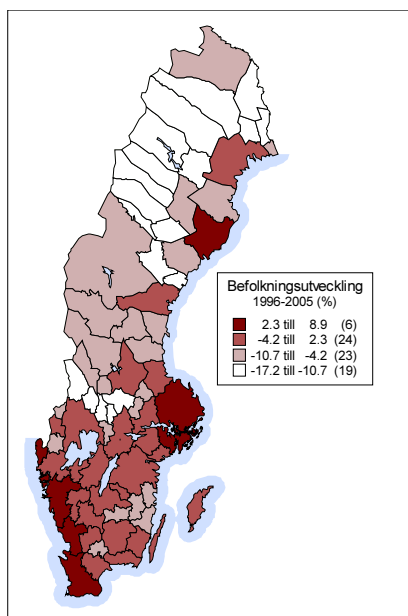 Befolkningsutveckling
1996-2005 (%)
2.3 till 8.9 (6)
-4.2 till 2.3 (24)
-10.7 till -4.2 (23)
-17.2 till -10.7 (19)